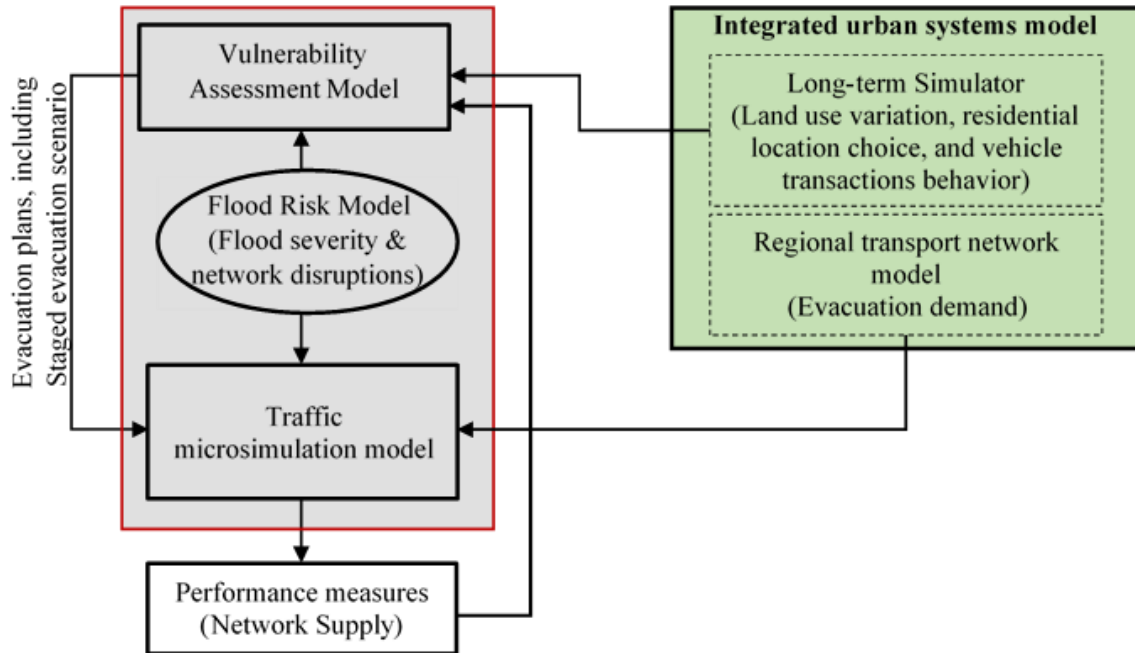 Evacuation plans, including
Staged evacuation scenario
Vulnerability
Assessment Model
Flood Risk Model
(Flood severity &
network disruptions)
Traffic
microsimulation model
Performance measures
(Network Supply)
Integrated urban systems model
Long-term Simulator
(Land use variation, residential
location choice, and vehicle
transactions behavior)
Regional transport network
model
(Evacuation demand)